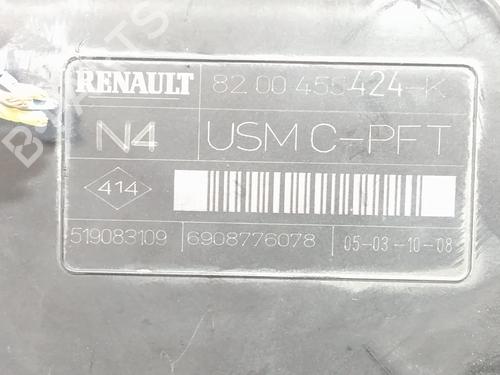 RENAULT 82 00 455424-K
N4 USM C-PFT
414
519083109 6908776078 05-03-10-08